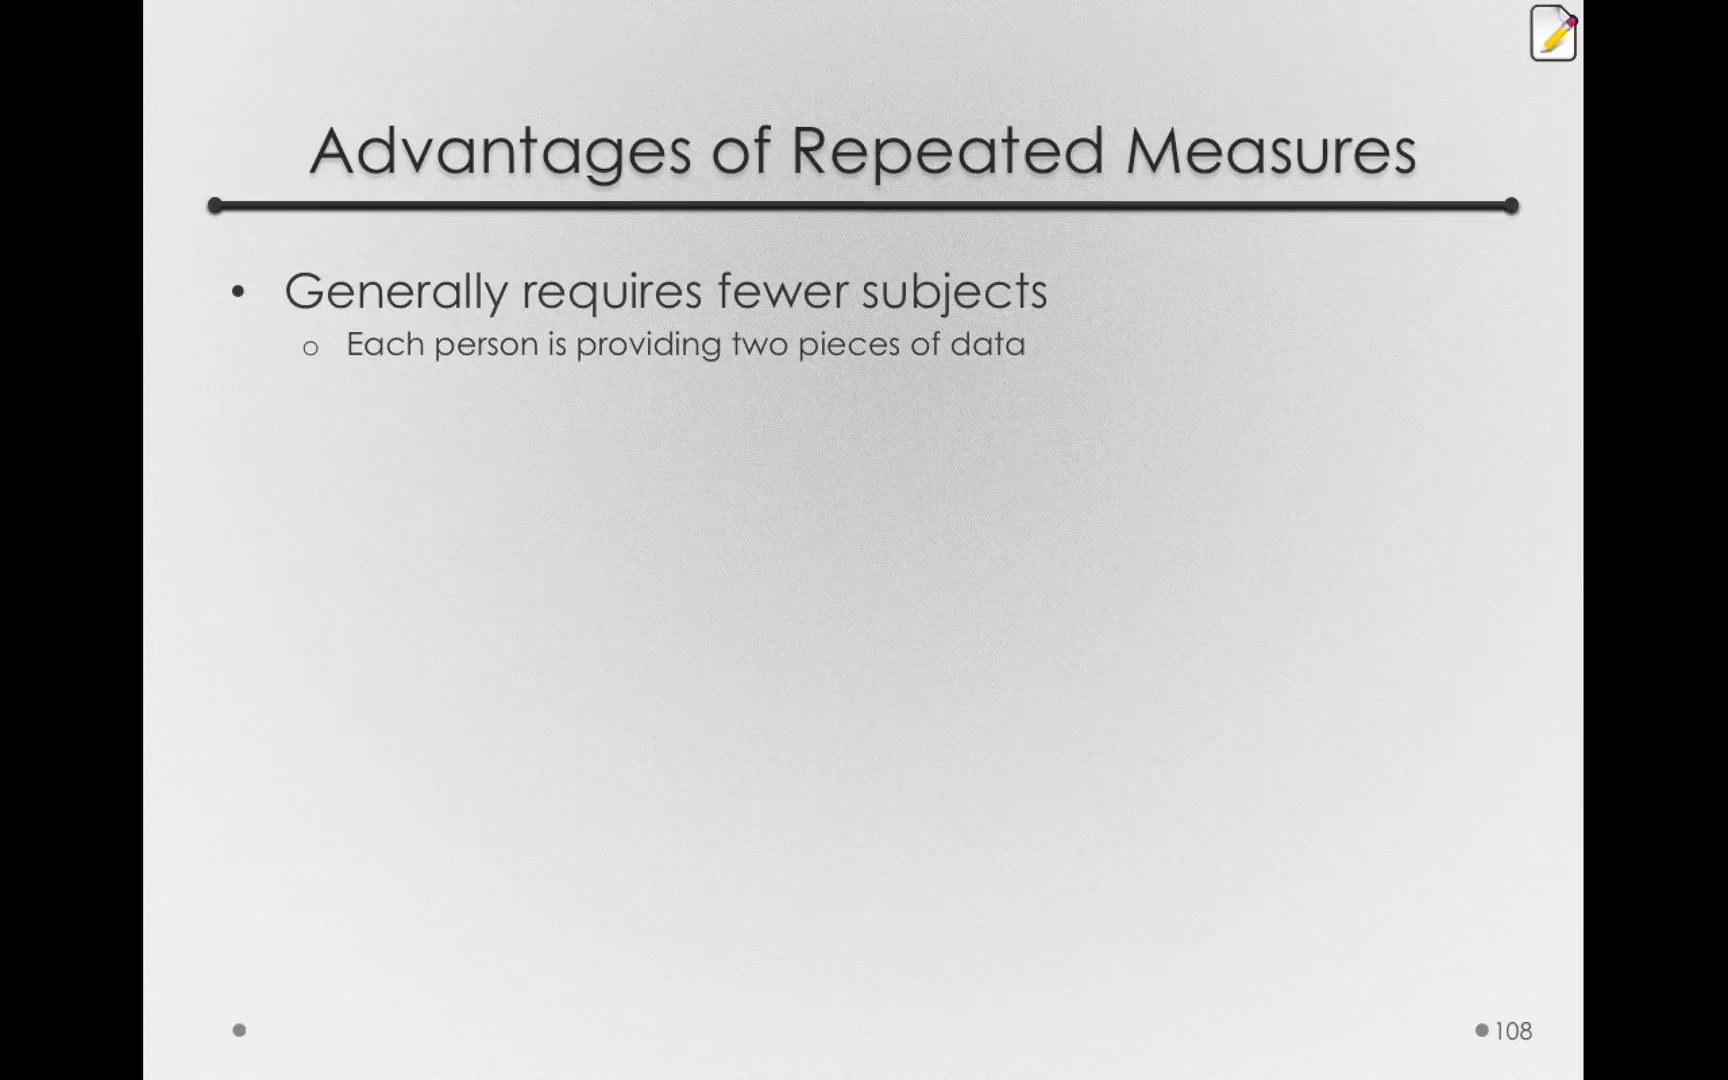 Advantages of Repeated Measures
• Generally requires fewer subjects
o Each person is providing two pieces of data
108